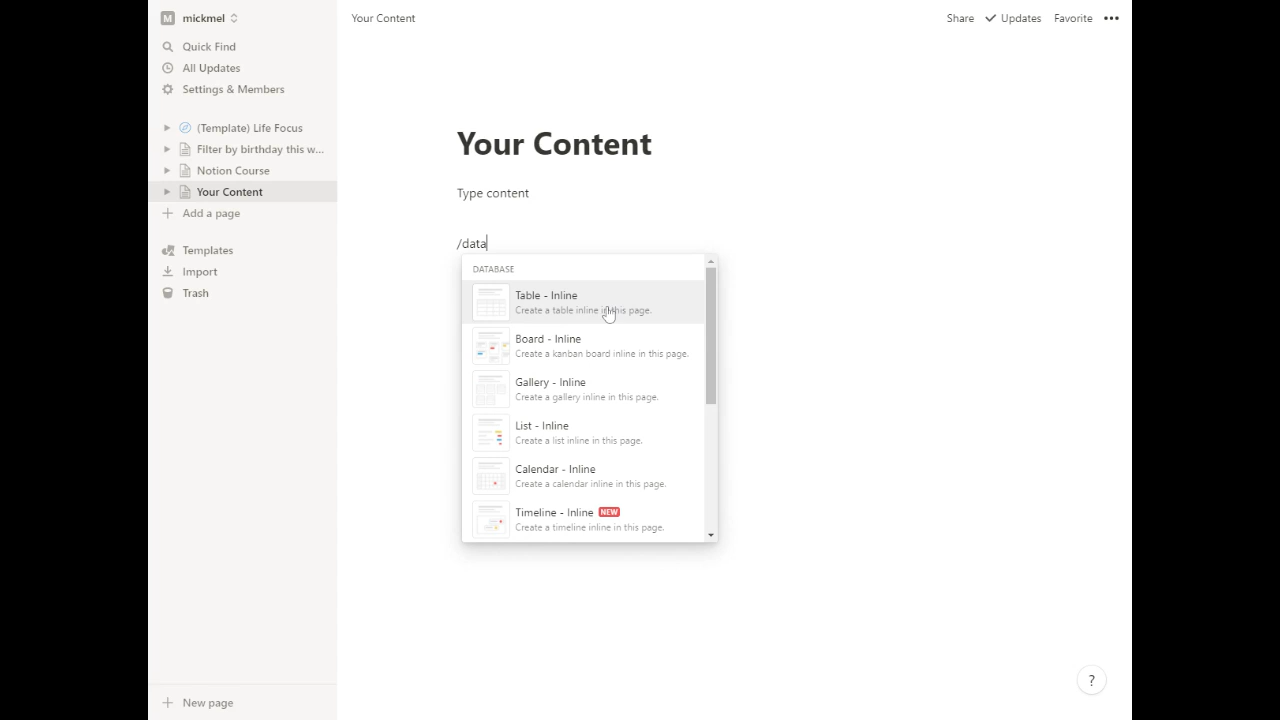 M mickmel
Your Content
Share
Updates
Favorite
•••
Quick Find
All Updates
Settings & Members
(Template) Life Focus
Filter by birthday this w...
Notion Course
Your Content
Add a page
Templates
Import
Trash
Your Content
Type content
/data
DATABASE
Table - Inline
Create a table inline in this page.
Board - Inline
Create a kanban board inline in this page.
Gallery - Inline
Create a gallery inline in this page.
List - Inline
Create a list inline in this page.
Calendar - Inline
Create a calendar inline in this page.
Timeline - Inline NEW
Create a timeline inline in this page.
New page
?